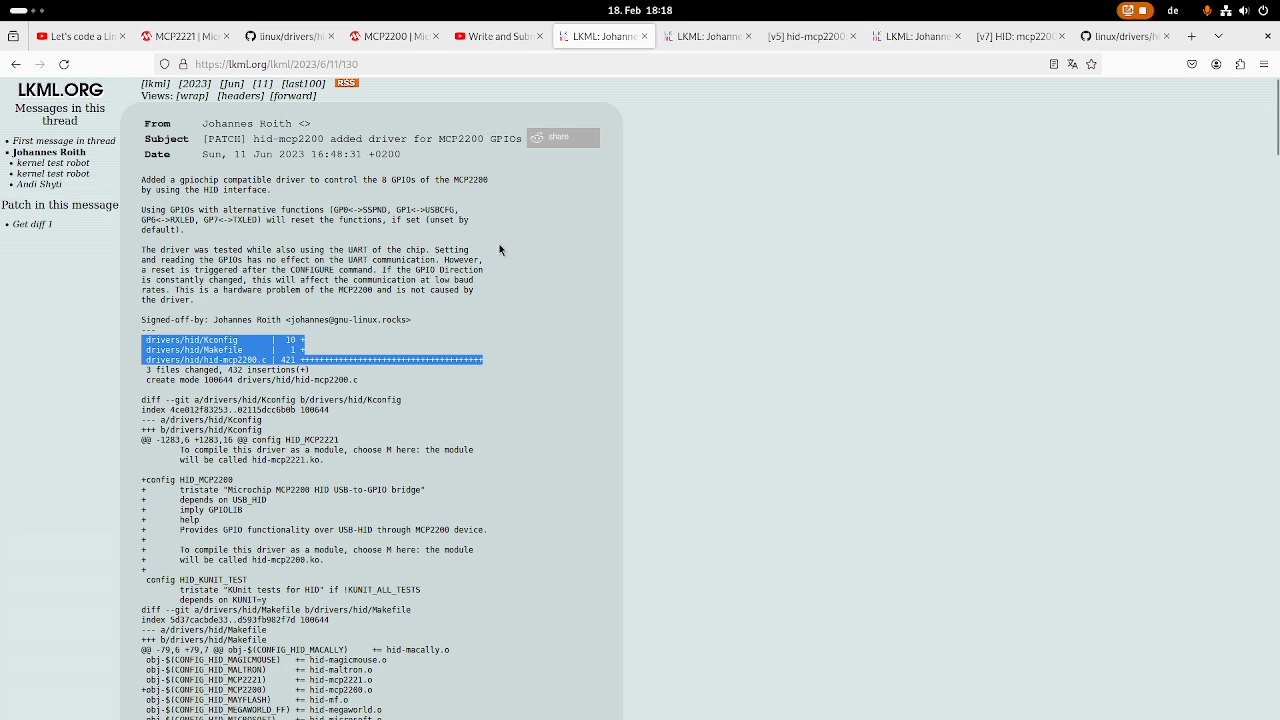 18. Feb 18:18
de
Let's code a Lin
MCP2221 | Micr
linux/drivers/hi
MCP2200 | Mic
Write and Subm
LKML: Johanne
LKML: Johann
[v5] hid-mcp2200
LKML: Johann
[v7] HID: mcp2200
linux/drivers/hi
https://lkml.org/lkml/2023/6/11/130
LKML.ORG
Messages in this
thread
First message in thread
Johannes Roith
kernel test robot
kernel test robot
Andi Shyti
Patch in this message
Get diff 1
[lkml] [2023] [Jun] [11] [last100] RSS
Views: [wrap] [headers] [forward]
From Johannes Roith <>
Subject [PATCH] hid-mcp2200 added driver for MCP2200 GPIOs
share
Date Sun, 11 Jun 2023 16:48:31 +0200
Added a gpiochip compatible driver to control the 8 GPIOs of the MCP2200
by using the HID interface.
Using GPIOs with alternative functions (GP0<->SSPND, GP1<->USBCFG,
GP6<->RXLED, GP7<->TXLED) will reset the functions, if set (unset by
default).
The driver was tested while also using the UART of the chip. Setting
and reading the GPIOs has no effect on the UART communication. However,
a reset is triggered after the CONFIGURE command. If the GPIO Direction
is constantly changed, this will affect the communication at low baud
rates. This is a hardware problem of the MCP2200 and is not caused by
the driver.
Signed-off-by: Johannes Roith <johannes@gnu-linux.rocks>
---
drivers/hid/Kconfig | 10 +
drivers/hid/Makefile | 1 +
drivers/hid/hid-mcp2200.c | 421 ++++++++++++++++++++++++++++++++++++++
3 files changed, 432 insertions(+)
create mode 100644 drivers/hid/hid-mcp2200.c
diff --git a/drivers/hid/Kconfig b/drivers/hid/Kconfig
index 4ce012f83253..02115dcc6b0b 100644
--- a/drivers/hid/Kconfig
+++ b/drivers/hid/Kconfig
@@ -1283,6 +1283,16 @@ config HID_MCP2221
To compile this driver as a module, choose M here: the module
will be called hid-mcp2221.ko.
+config HID_MCP2200
+ tristate "Microchip MCP2200 HID USB-to-GPIO bridge"
+ depends on USB_HID
+ imply GPIOLIB
+ help
+ Provides GPIO functionality over USB-HID through MCP2200 device.
+
+ To compile this driver as a module, choose M here: the module
+ will be called hid-mcp2200.ko.
+
config HID_KUNIT_TEST
tristate "KUnit tests for HID" if !KUNIT_ALL_TESTS
depends on KUNIT=y
diff --git a/drivers/hid/Makefile b/drivers/hid/Makefile
index 5d37cacbde33..d593fb982f7d 100644
--- a/drivers/hid/Makefile
+++ b/drivers/hid/Makefile
@@ -79,6 +79,7 @@ obj-$(CONFIG_HID_MACALLY) += hid-macally.o
obj-$(CONFIG_HID_MAGICMOUSE) += hid-magicmouse.o
obj-$(CONFIG_HID_MALTRON) += hid-maltron.o
obj-$(CONFIG_HID_MCP2221) += hid-mcp2221.o
+obj-$(CONFIG_HID_MCP2200) += hid-mcp2200.o
obj-$(CONFIG_HID_MAYFLASH) += hid-mf.o
obj-$(CONFIG_HID_MEGAWORLD_FF) += hid-megaworld.o
obj-$(CONFIG_HID_MICROSOFT) += hid-microsoft.o